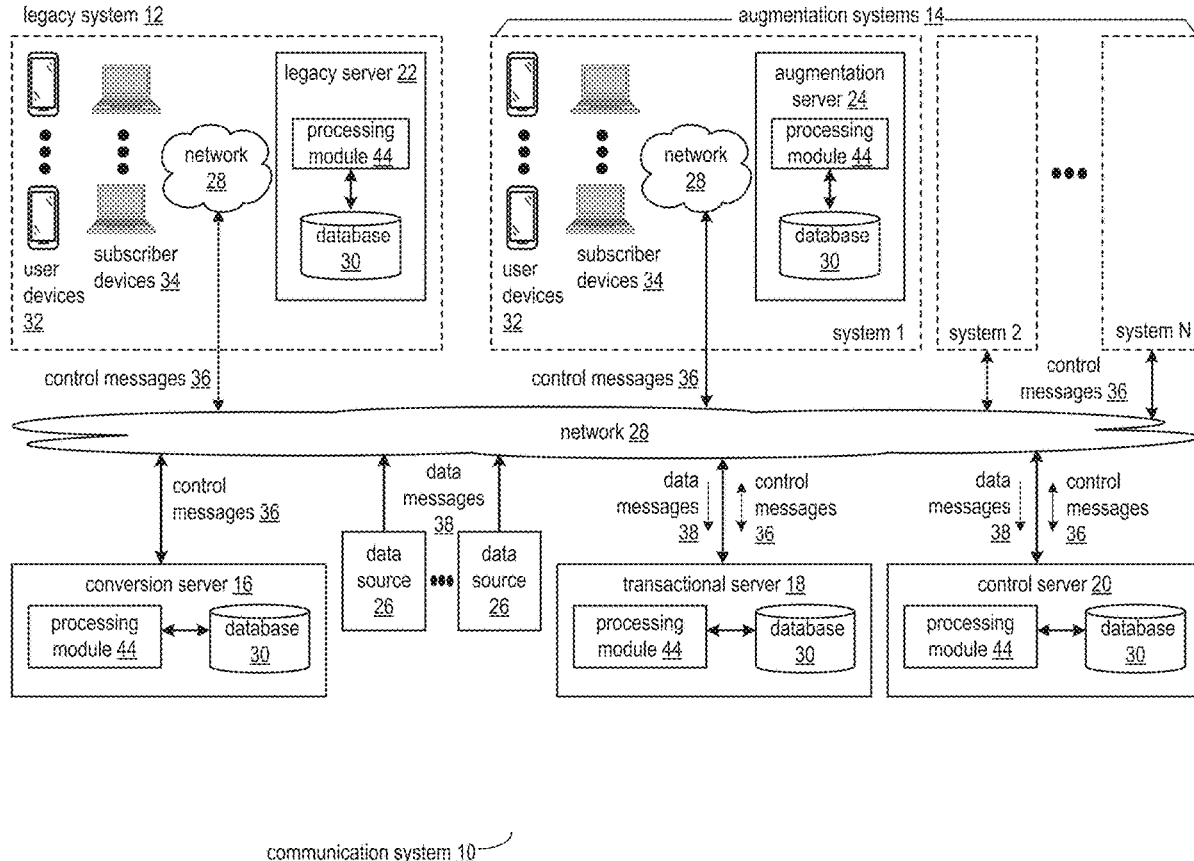 legacy system 12
augmentation systems 14
legacy server 22
processing
module 44
database
30
network
28
user
devices
32
subscriber
devices 34
augmentation
server 24
processing
module 44
database
30
network
28
user
devices
32
subscriber
devices 34
system 1
system 2
system N
control messages 36
control messages 36
control
messages 36
network 28
control
messages 36
data
messages
38
data
messages
38
control
messages
36
data
messages
38
control
messages
36
conversion server 16
processing
module 44
database
30
data
source
26
data
source
26
transactional server 18
processing
module 44
database
30
control server 20
processing
module 44
database
30
communication system 10